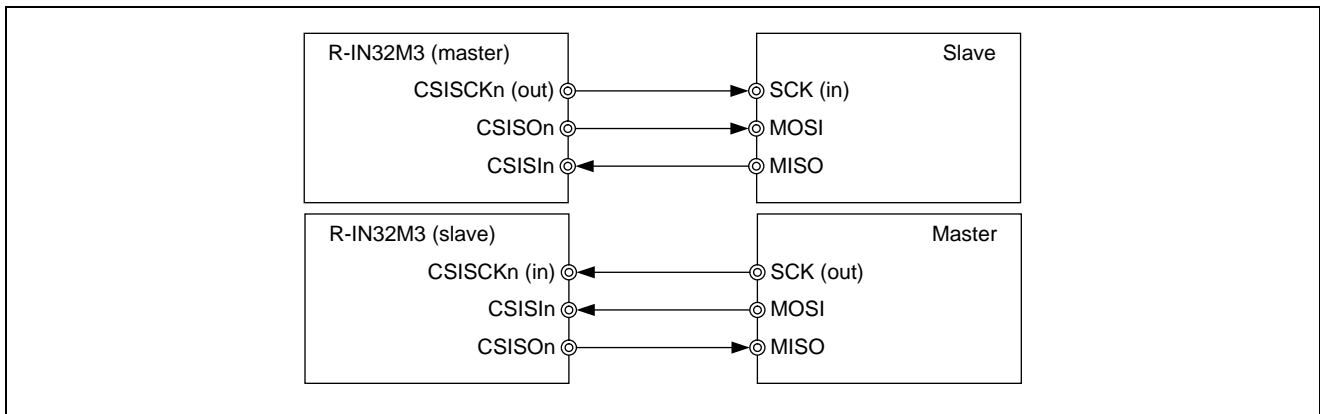 R-IN32M3 (master)
Slave
CSISCKn (out)
SCK (in)
CSISOn
MOSI
CSISIn
MISO
R-IN32M3 (slave)
Master
CSISCKn (in)
SCK (out)
CSISIn
MOSI
CSISOn
MISO